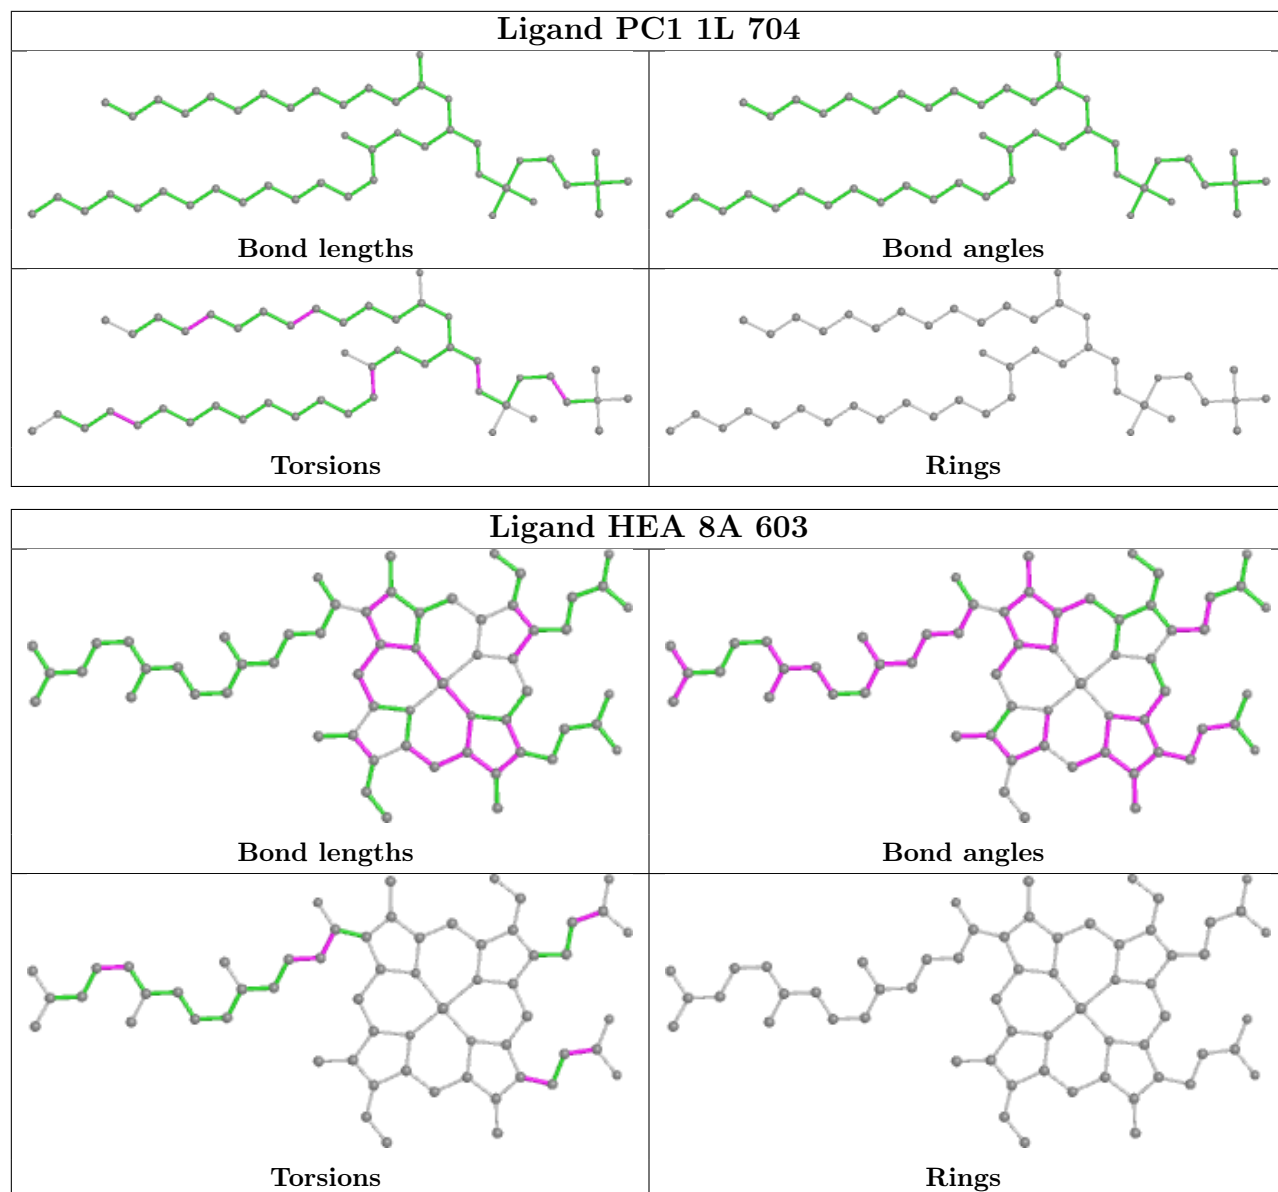 Ligand PC1 1L 704
Bond lengths
Bond angles
Torsions
Rings
Ligand HEA 8A 603
Bond lengths
Bond angles
Torsions
Rings